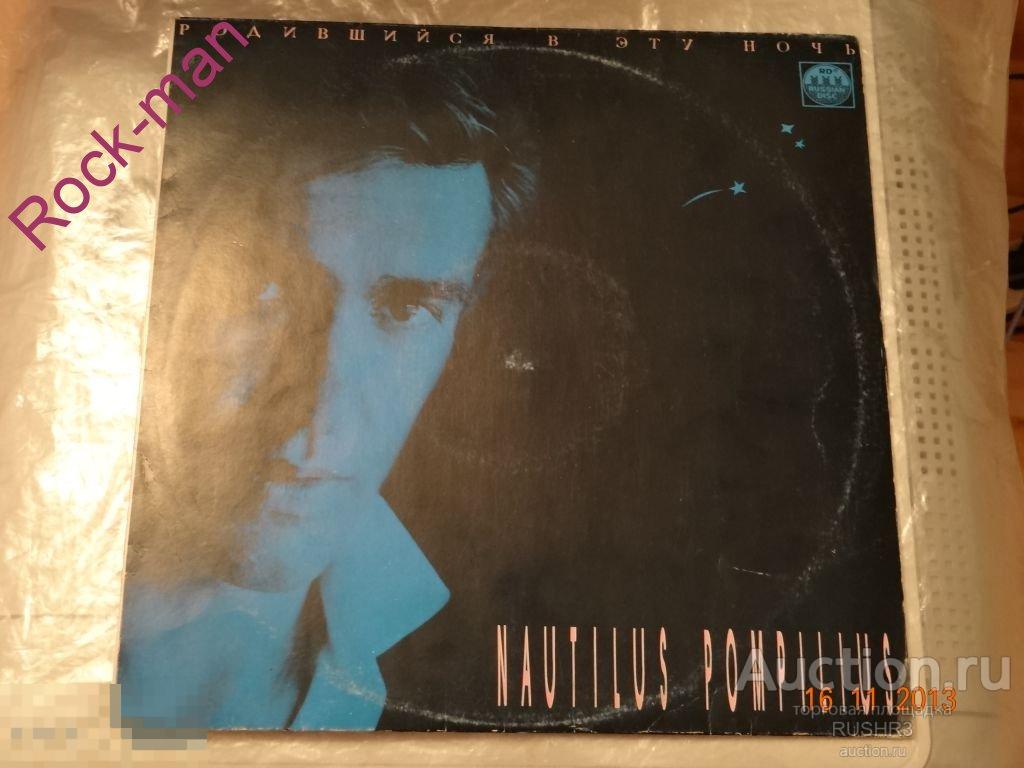 РОДИВШИЙСЯ В ЭТУ НОЧЬ
Rock-man
RD®
RUSSIAN
DISC
NAUTILUS POMPILIUS
Auction.ru
16 11 2013
торговая площадка
RUSHR3
auction.ru